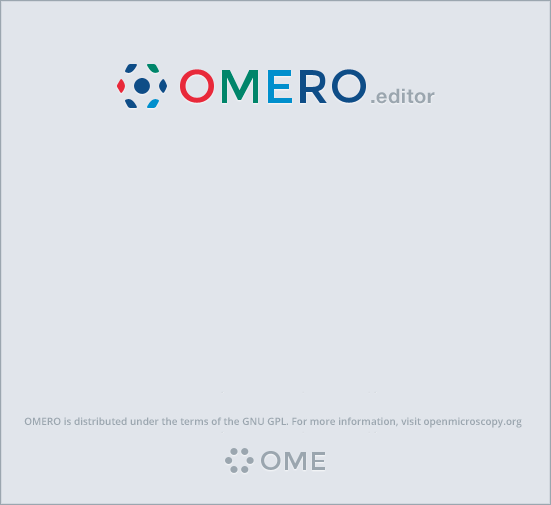 OMERO.editor
OMERO is distributed under the terms of the GNU GPL. For more information, visit openmicroscopy.org
OME